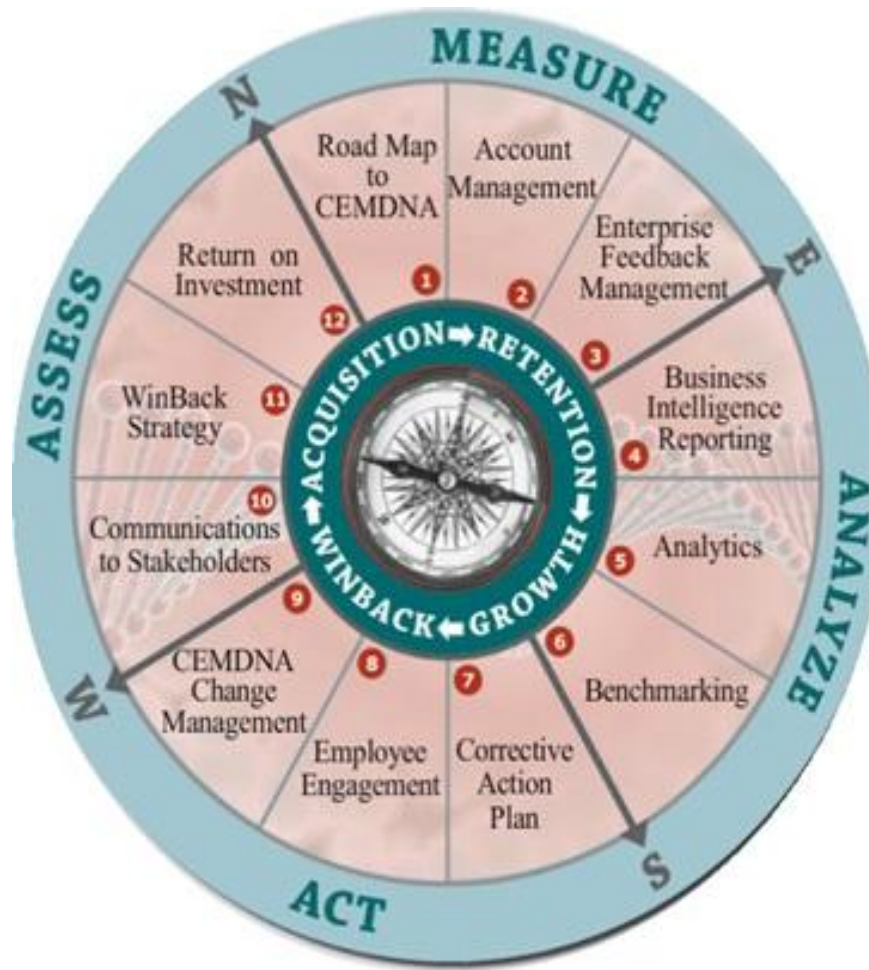 MEASURE
N
E
S
W
ANALYZE
ACT
ASSESS
Road Map
to
CEMDNA
1
Account
Management
2
Enterprise
Feedback
Management
3
Business
Intelligence
Reporting
4
Analytics
5
Benchmarking
6
Corrective
Action
Plan
7
Employee
Engagement
8
CEMDNA
Change
Management
9
Communications
to Stakeholders
10
WinBack
Strategy
11
Return on
Investment
12
ACQUISITION
RETENTION
GROWTH
WINBACK